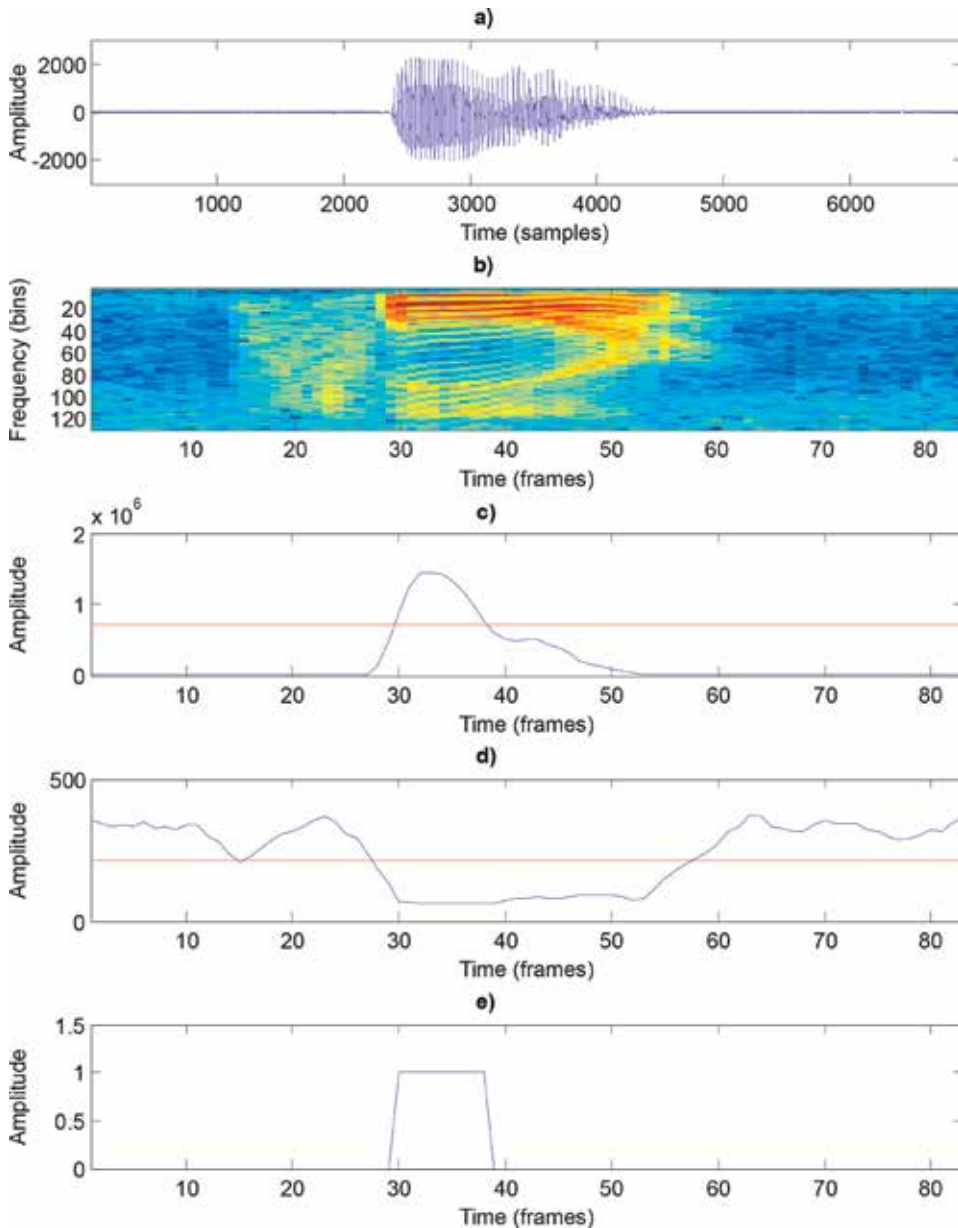 a)
2000
0
-2000
Amplitude
1000 2000 3000 4000 5000 6000
Time (samples)
b)
20
40
60
80
100
120
Frequency (bins)
10 20 30 40 50 60 70 80
Time (frames)
c)
x 10^6
2
1
0
Amplitude
10 20 30 40 50 60 70 80
Time (frames)
d)
500
0
Amplitude
10 20 30 40 50 60 70 80
Time (frames)
e)
1.5
1
0.5
0
Amplitude
10 20 30 40 50 60 70 80
Time (frames)